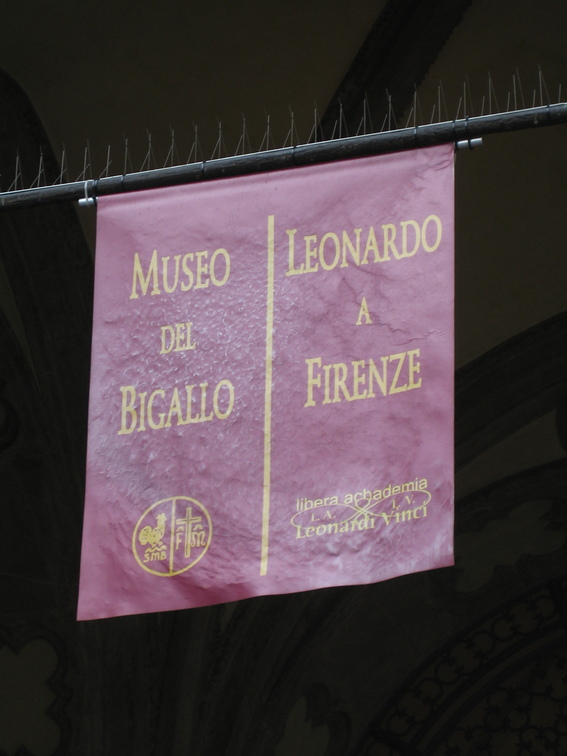 MUSEO
DEL
BIGALLO
SMB
F
LEONARDO
A
FIRENZE
libera achademia
L. A. L. V.
Leonardi Vinci